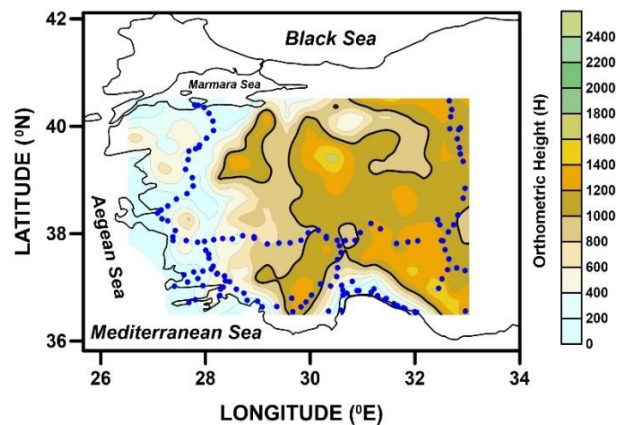 42
40
38
36
LATITUDE (⁰N)
Black Sea
Marmara Sea
Aegean Sea
Mediterranean Sea
26 28 30 32 34
LONGITUDE (⁰E)
Orthometric Height (H)
2400
2200
2000
1800
1600
1400
1200
1000
800
600
400
200
0